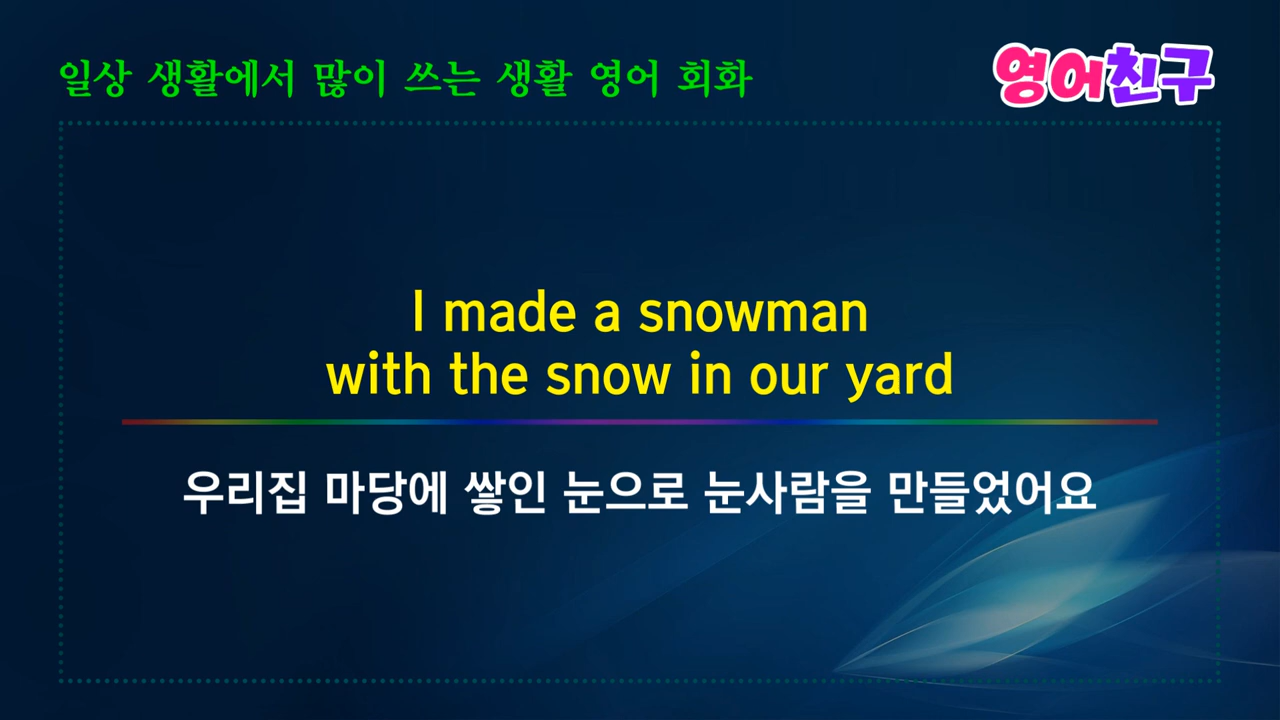 일상 생활에서 많이 쓰는 생활 영어 회화
영어친구
I made a snowman
with the snow in our yard
우리집 마당에 쌓인 눈으로 눈사람을 만들었어요